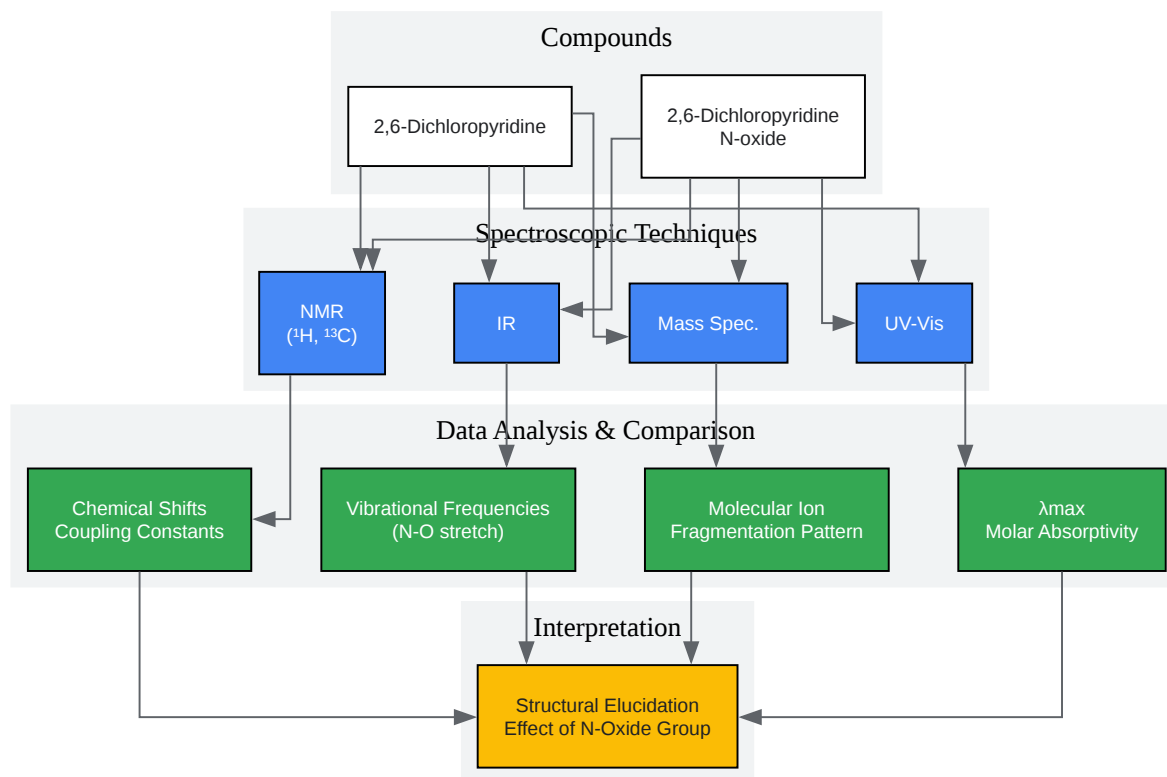 Compounds
2,6-Dichloropyridine
2,6-Dichloropyridine
N-oxide
Spectroscopic Techniques
NMR
(¹H, ¹³C)
IR
Mass Spec.
UV-Vis
Data Analysis & Comparison
Chemical Shifts
Coupling Constants
Vibrational Frequencies
(N-O stretch)
Molecular Ion
Fragmentation Pattern
λmax
Molar Absorptivity
Interpretation
Structural Elucidation
Effect of N-Oxide Group